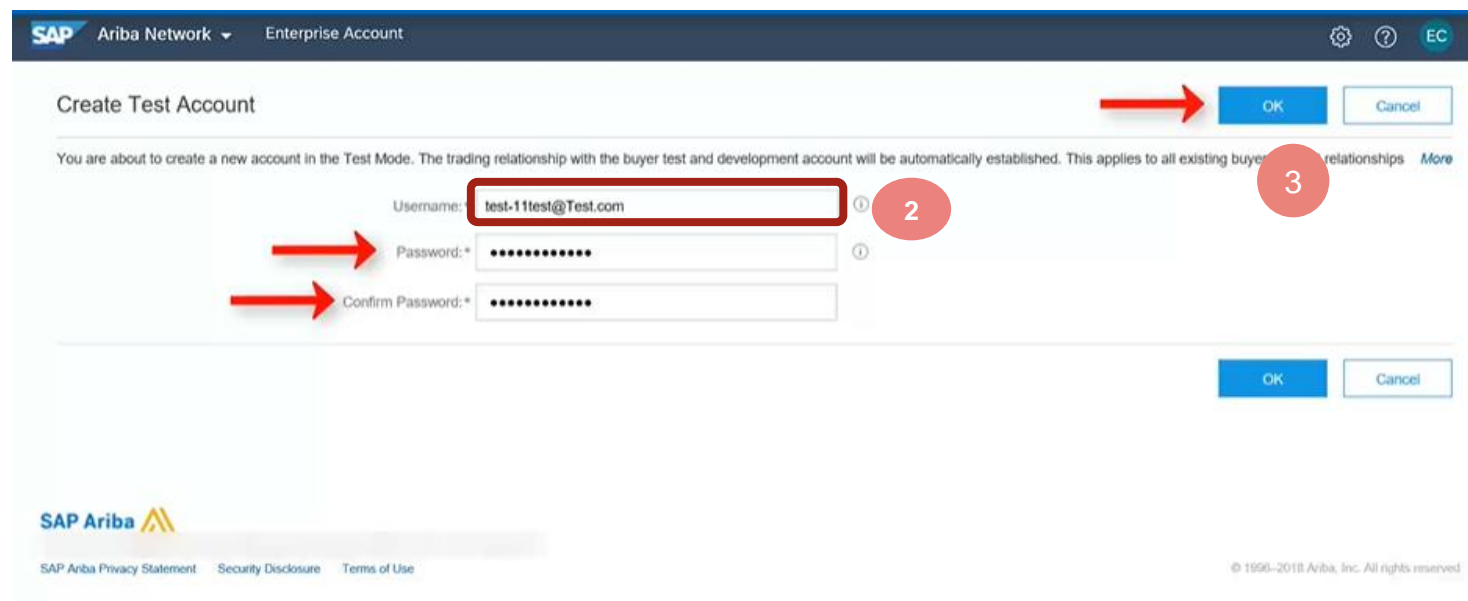 SAP Ariba Network Enterprise Account EC
Create Test Account
OK Cancel
You are about to create a new account in the Test Mode. The trading relationship with the buyer test and development account will be automatically established. This applies to all existing buye relationships More
3
Username:* test-11test@Test.com
2
Password:* ••••••••••••
Confirm Password:* ••••••••••••
OK Cancel
SAP Ariba
SAP Ariba Privacy Statement Security Disclosure Terms of Use
© 1996–2018 Ariba, Inc. All rights reserved